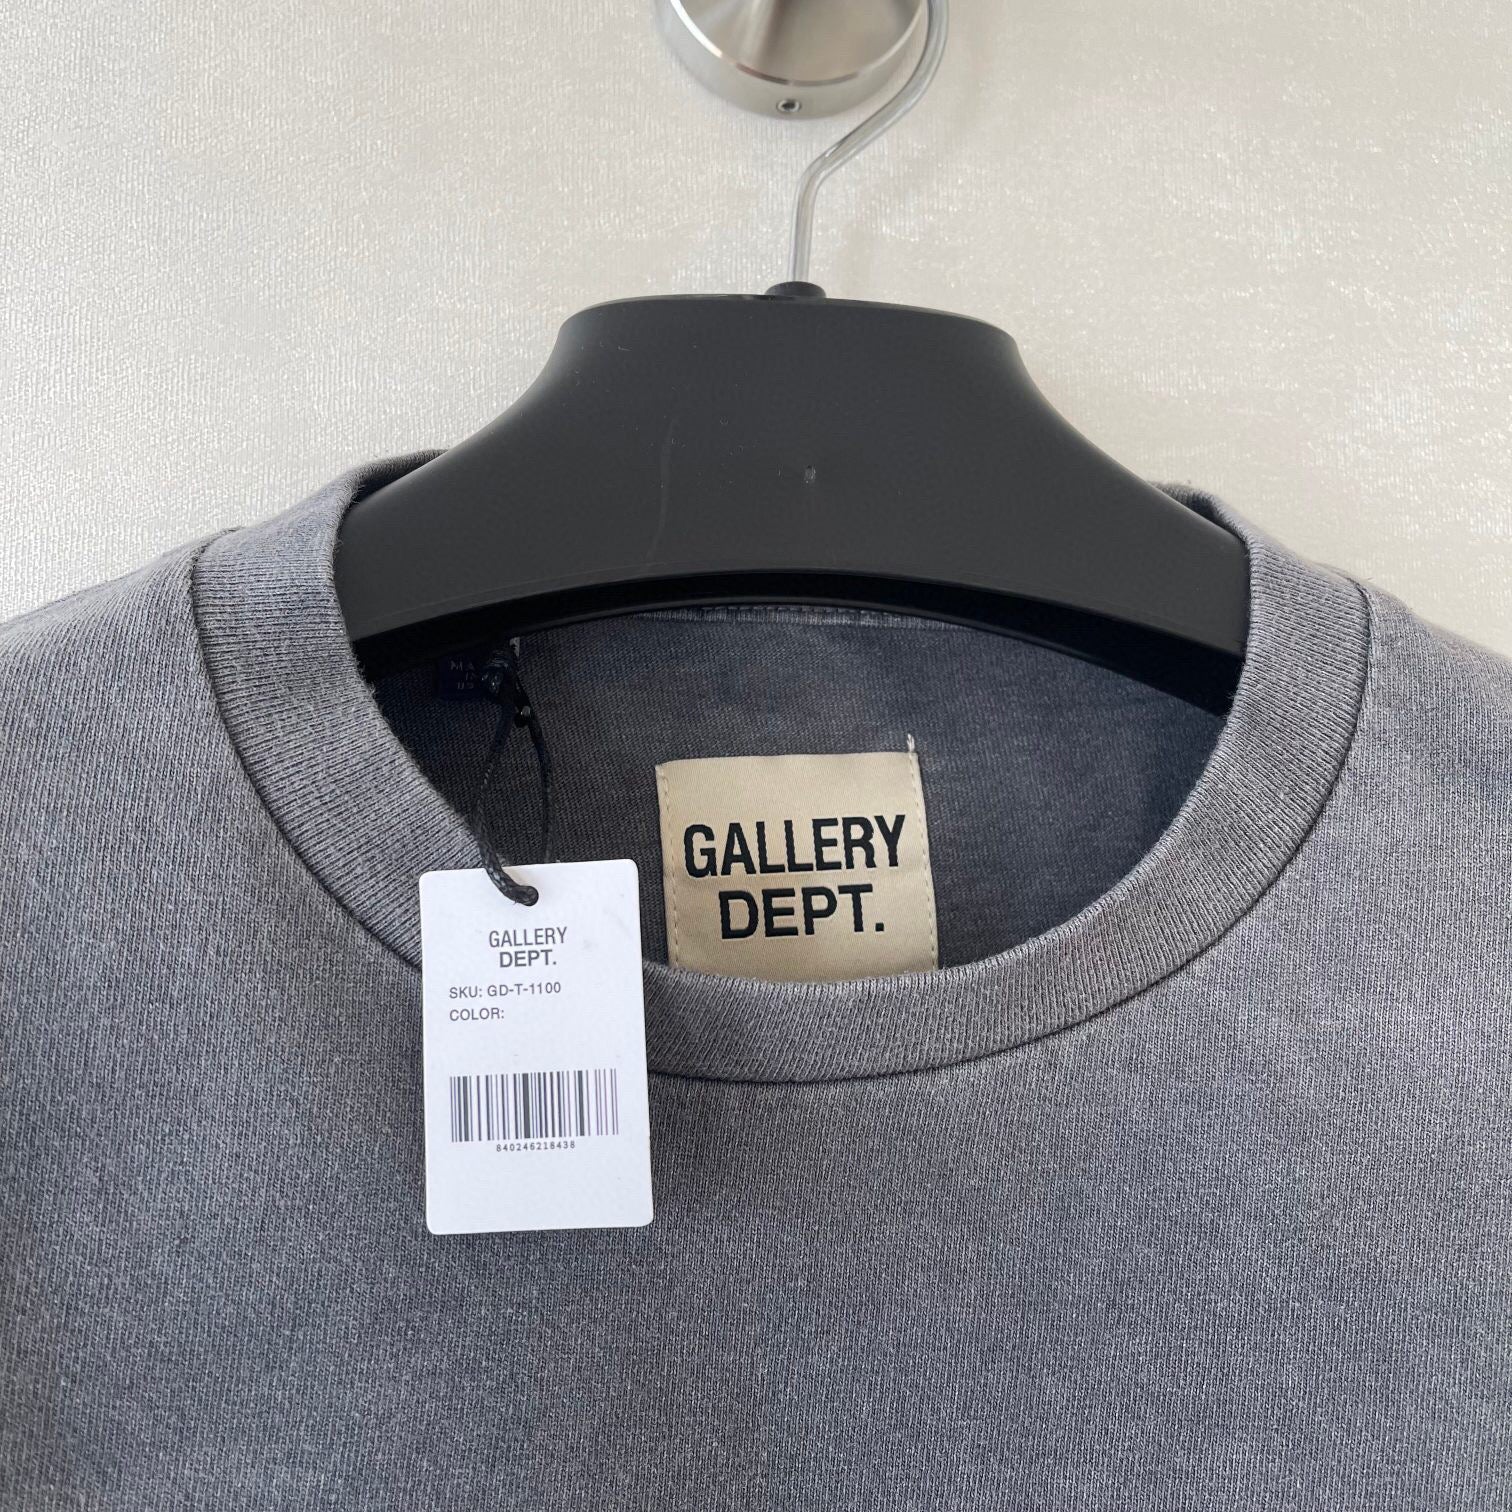 GALLERY
DEPT.
GALLERY
DEPT.
SKU: GD-T-1100
COLOR:
840246218438